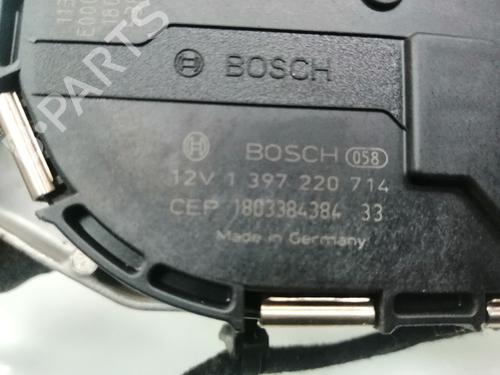 BOSCH
BOSCH 058
12V 1 397 220 714
CEP 1803384384 33
Made in Germany
PARTS